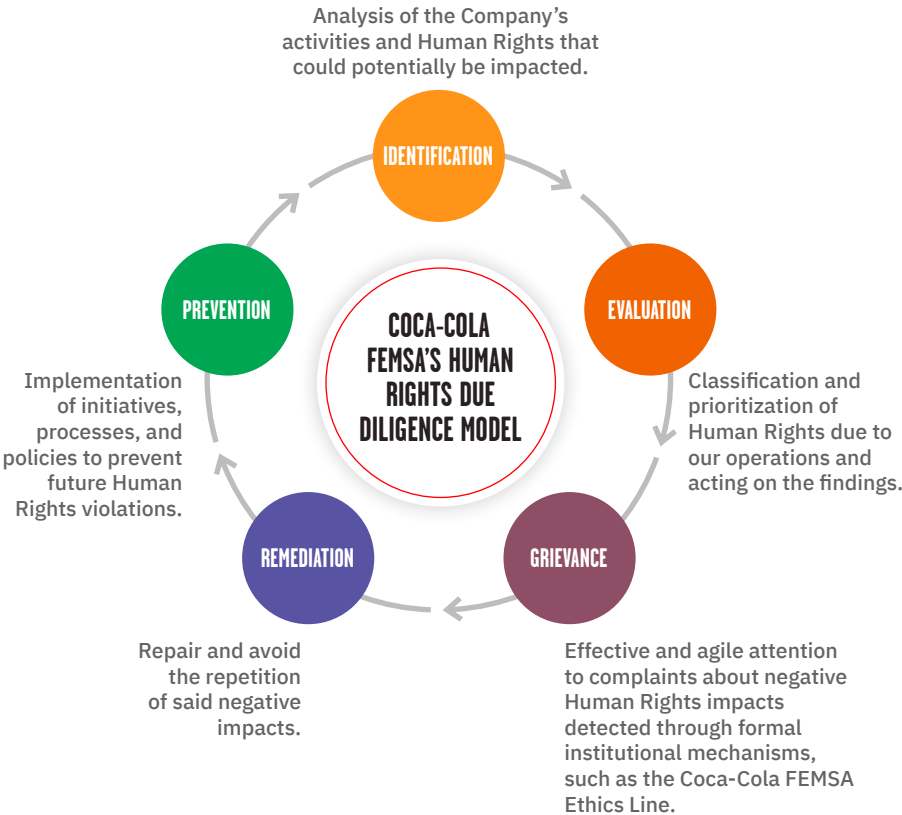 Analysis of the Company’s
activities and Human Rights that
could potentially be impacted.
IDENTIFICATION
EVALUATION
Classification and
prioritization of
Human Rights due to
our operations and
acting on the findings.
GRIEVANCE
Effective and agile attention
to complaints about negative
Human Rights impacts
detected through formal
institutional mechanisms,
such as the Coca-Cola FEMSA
Ethics Line.
REMEDIATION
Repair and avoid
the repetition
of said negative
impacts.
PREVENTION
Implementation
of initiatives,
processes, and
policies to prevent
future Human
Rights violations.
COCA-COLA
FEMSA’S HUMAN
RIGHTS DUE
DILIGENCE MODEL